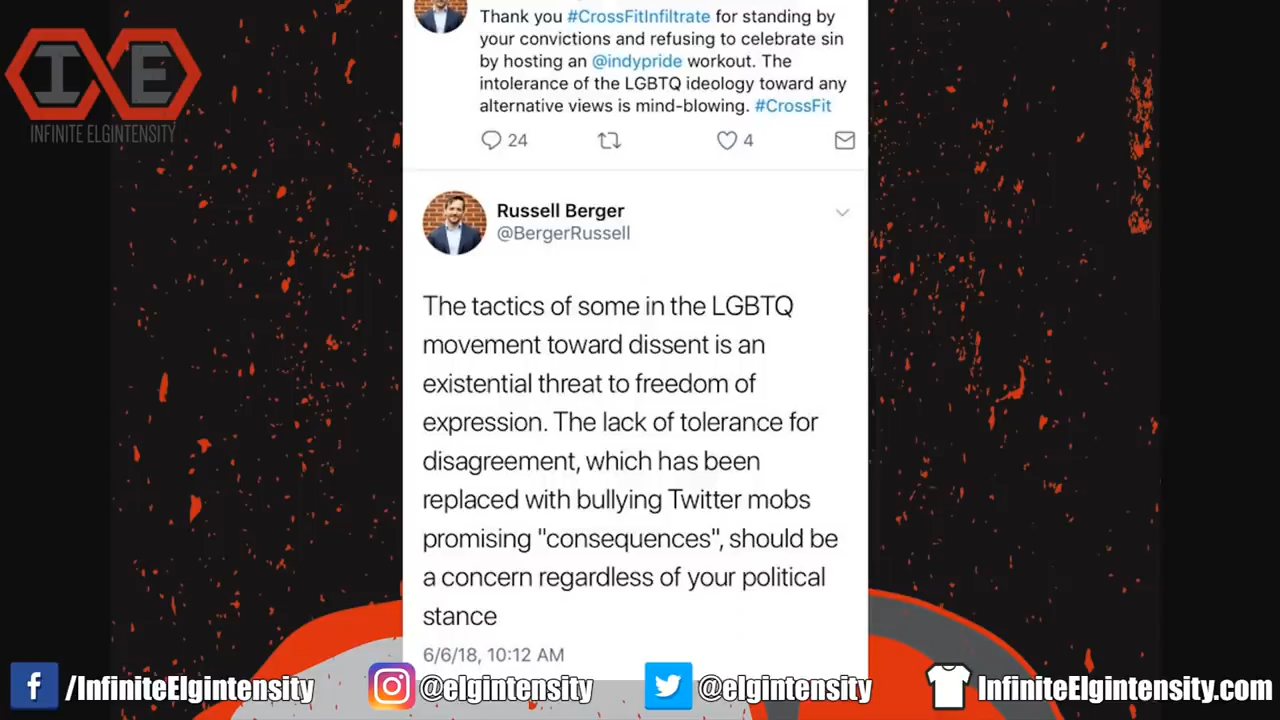 IXE
INFINITE ELGINTENSITY
Thank you #CrossFitInfiltrate for standing by
your convictions and refusing to celebrate sin
by hosting an @indypride workout. The
intolerance of the LGBTQ ideology toward any
alternative views is mind-blowing. #CrossFit
24
4
Russell Berger
@BergerRussell
The tactics of some in the LGBTQ
movement toward dissent is an
existential threat to freedom of
expression. The lack of tolerance for
disagreement, which has been
replaced with bullying Twitter mobs
promising "consequences", should be
a concern regardless of your political
stance
6/6/18, 10:12 AM
f /InfiniteElgintensity
@elgintensity
@elgintensity
InfiniteElgintensity.com